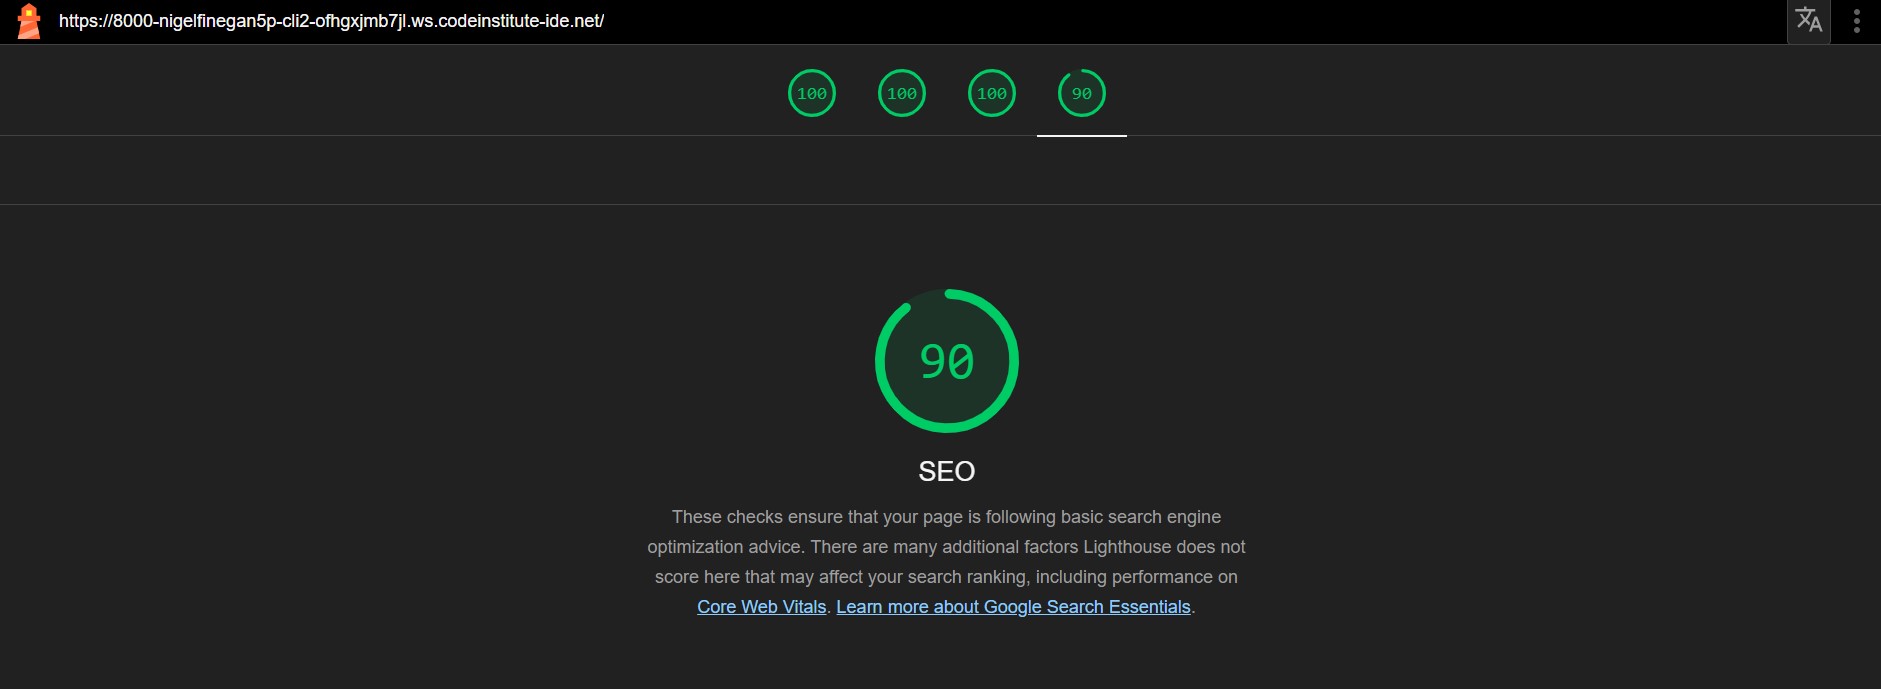 https://8000-nigelfinegan5p-cli2-ofhgxjmb7jl.ws.codeinstitute-ide.net/
100
100
100
90
90
SEO
These checks ensure that your page is following basic search engine
optimization advice. There are many additional factors Lighthouse does not
score here that may affect your search ranking, including performance on
Core Web Vitals. Learn more about Google Search Essentials.